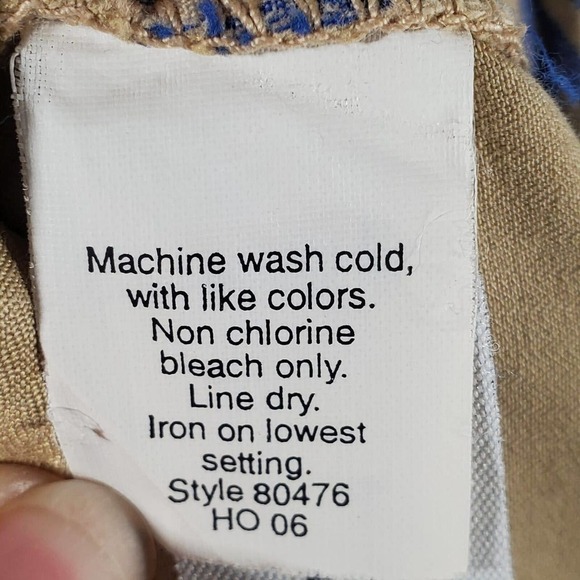 Machine wash cold,
with like colors.
Non chlorine
bleach only.
Line dry.
Iron on lowest
setting.
Style 80476
HO 06